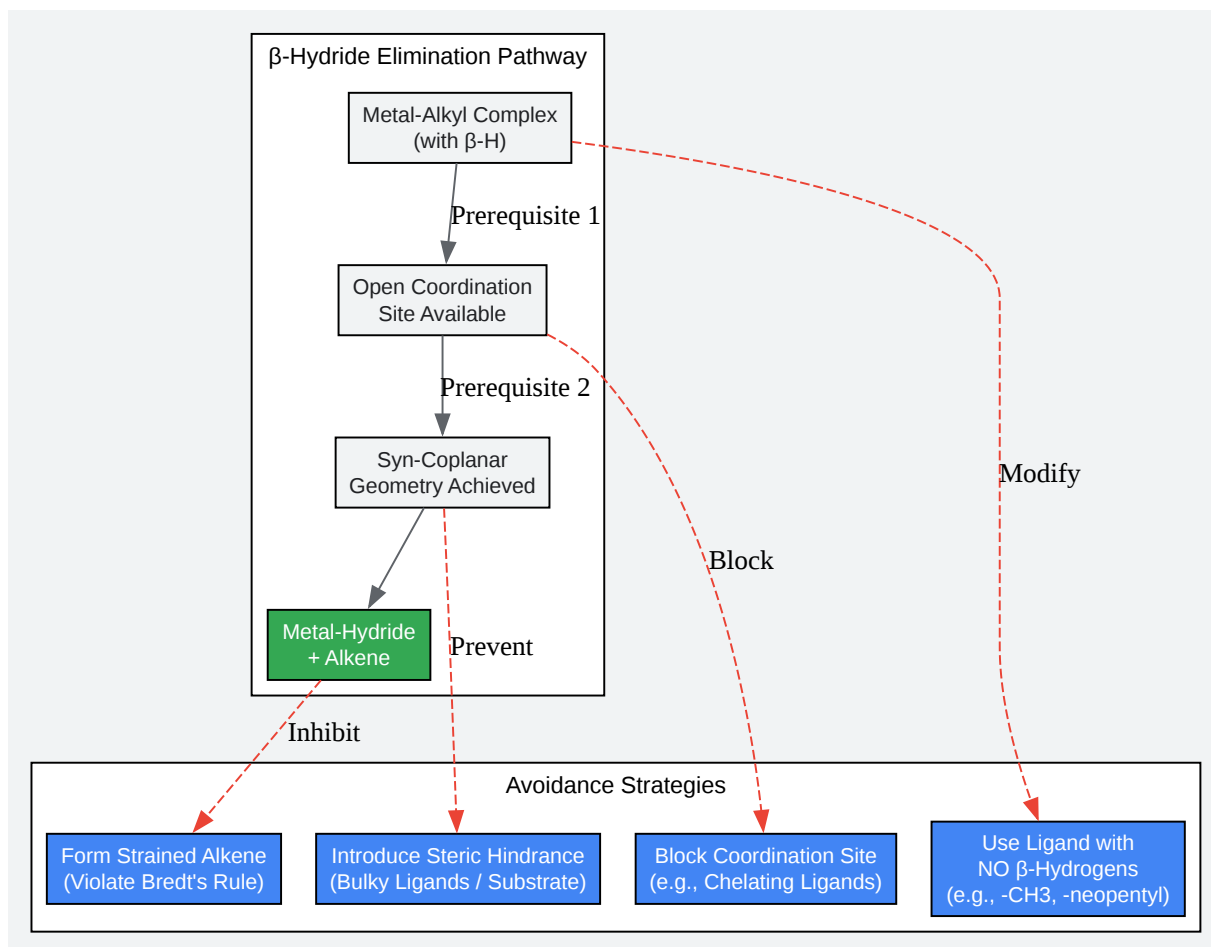 β-Hydride Elimination Pathway
Metal-Alkyl Complex
(with β-H)
Prerequisite 1
Open Coordination
Site Available
Prerequisite 2
Syn-Coplanar
Geometry Achieved
Modify
Block
Metal-Hydride
+ Alkene
Prevent
Inhibit
Avoidance Strategies
Form Strained Alkene
(Violate Bredt's Rule)
Introduce Steric Hindrance
(Bulky Ligands / Substrate)
Block Coordination Site
(e.g., Chelating Ligands)
Use Ligand with
NO β-Hydrogens
(e.g., -CH3, -neopentyl)